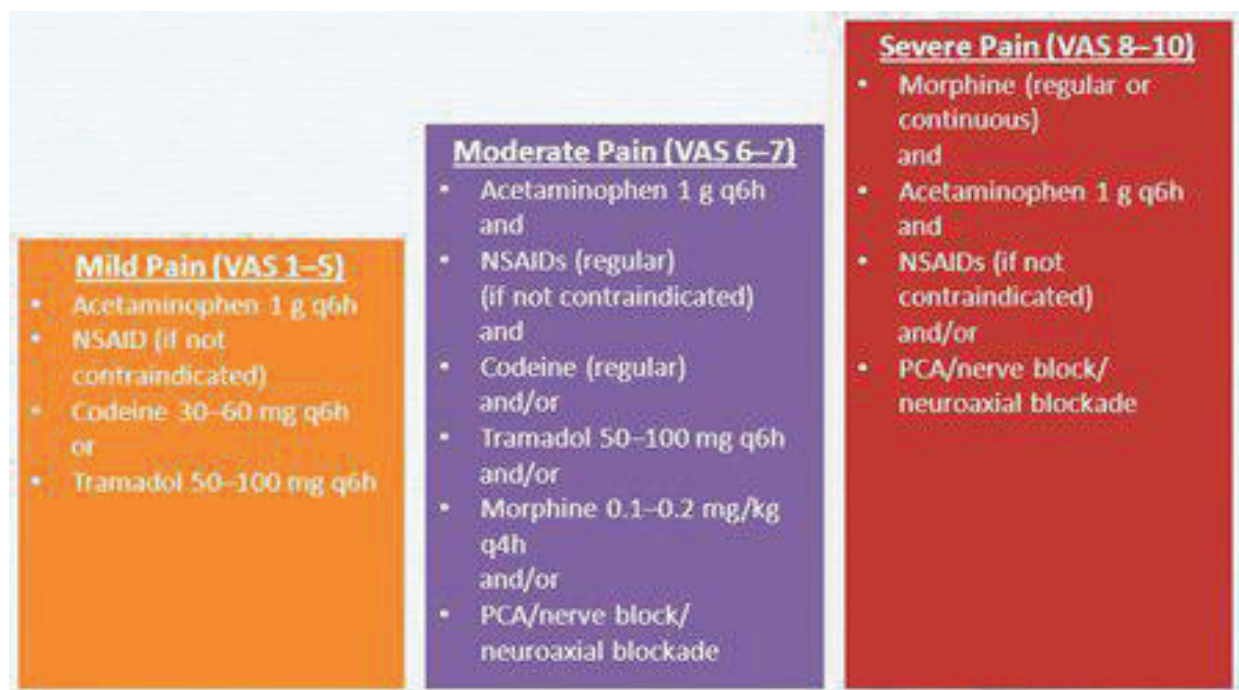 Mild Pain (VAS 1–5)
• Acetaminophen 1 g q6h
• NSAID (if not
contraindicated)
• Codeine 30–60 mg q6h
or
• Tramadol 50–100 mg q6h
Moderate Pain (VAS 6–7)
• Acetaminophen 1 g q6h
and
• NSAIDs (regular)
(if not contraindicated)
and
• Codeine (regular)
and/or
• Tramadol 50–100 mg q6h
and/or
• Morphine 0.1–0.2 mg/kg
q4h
and/or
• PCA/nerve block/
neuroaxial blockade
Severe Pain (VAS 8–10)
• Morphine (regular or
continuous)
and
• Acetaminophen 1 g q6h
and
• NSAIDs (if not
contraindicated)
and/or
• PCA/nerve block/
neuroaxial blockade